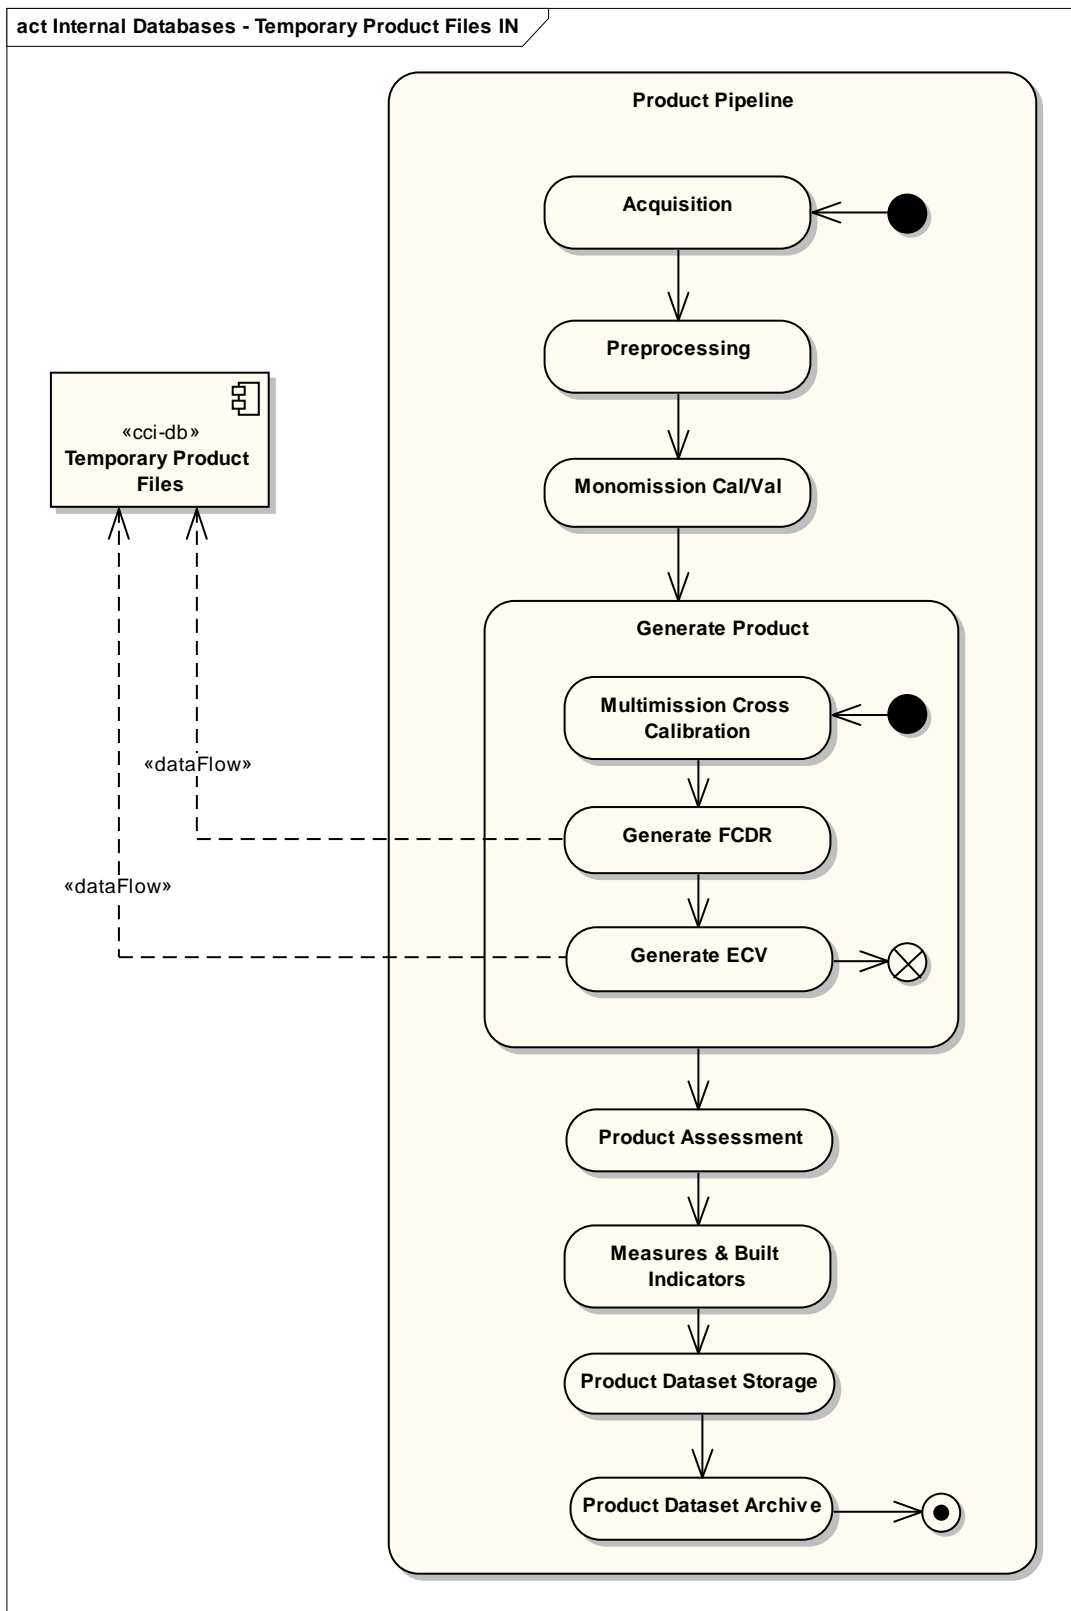 act Internal Databases - Temporary Product Files IN
Product Pipeline
Acquisition
Preprocessing
«cci-db»
Temporary Product
Files
Monomission Cal/Val
Generate Product
Multimission Cross
Calibration
«dataFlow»
Generate FCDR
«dataFlow»
Generate ECV
Product Assessment
Measures & Built
Indicators
Product Dataset Storage
Product Dataset Archive